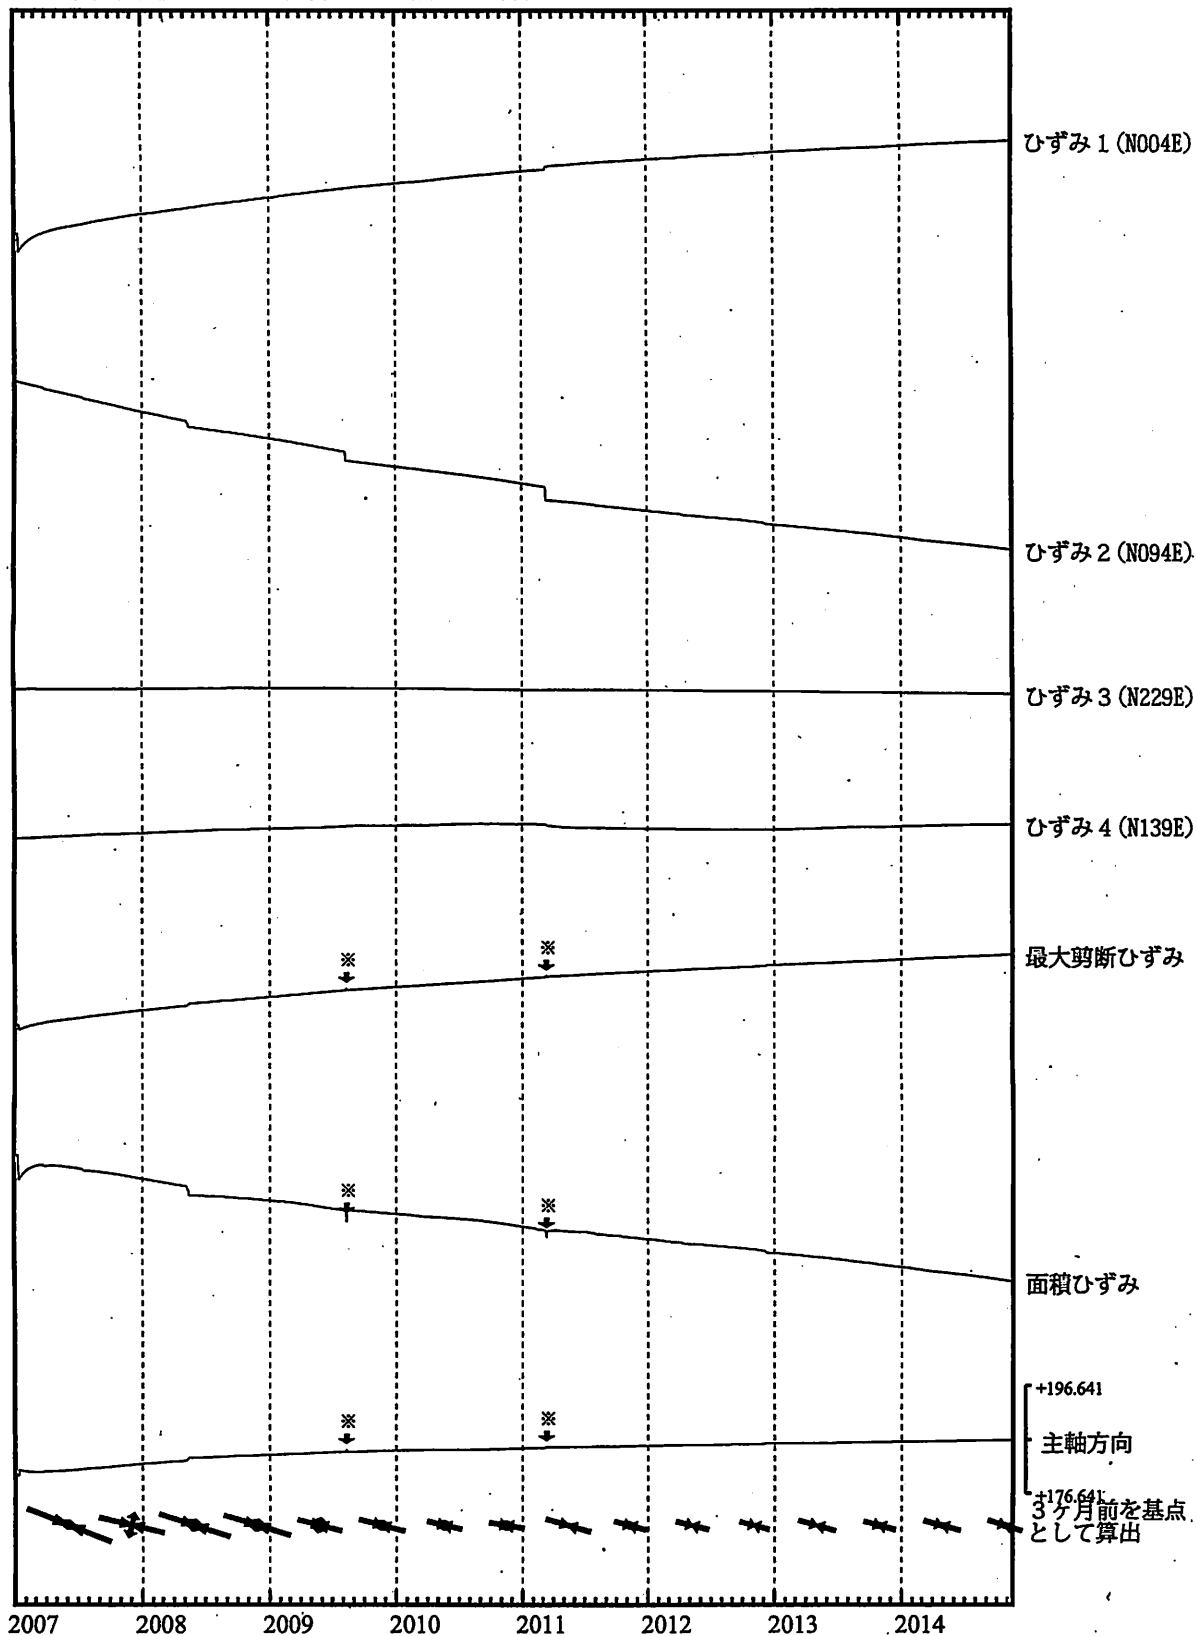 ひずみ1(N004E)
ひずみ2(N094E)
ひずみ3(N229E)
ひずみ4(N139E)
※
※
最大剪断ひずみ
※
※
面積ひずみ
+196.641
※
※
主軸方向
+176.641
3ヶ月前を基点
として算出
2007
2008
2009
2010
2011
2012
2013
2014